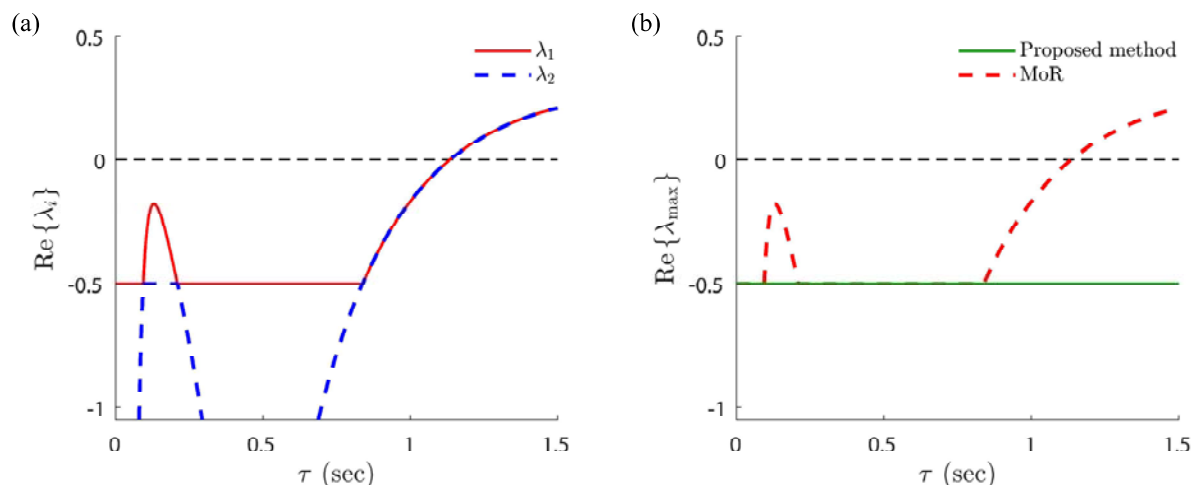 (a)
0.5
0
-0.5
-1
Re{λᵢ}
λ₁
λ₂
0
0.5
1
1.5
τ (sec)
(b)
0.5
0
-0.5
-1
Re{λₘₐₓ}
Proposed method
MoR
0
0.5
1
1.5
τ (sec)